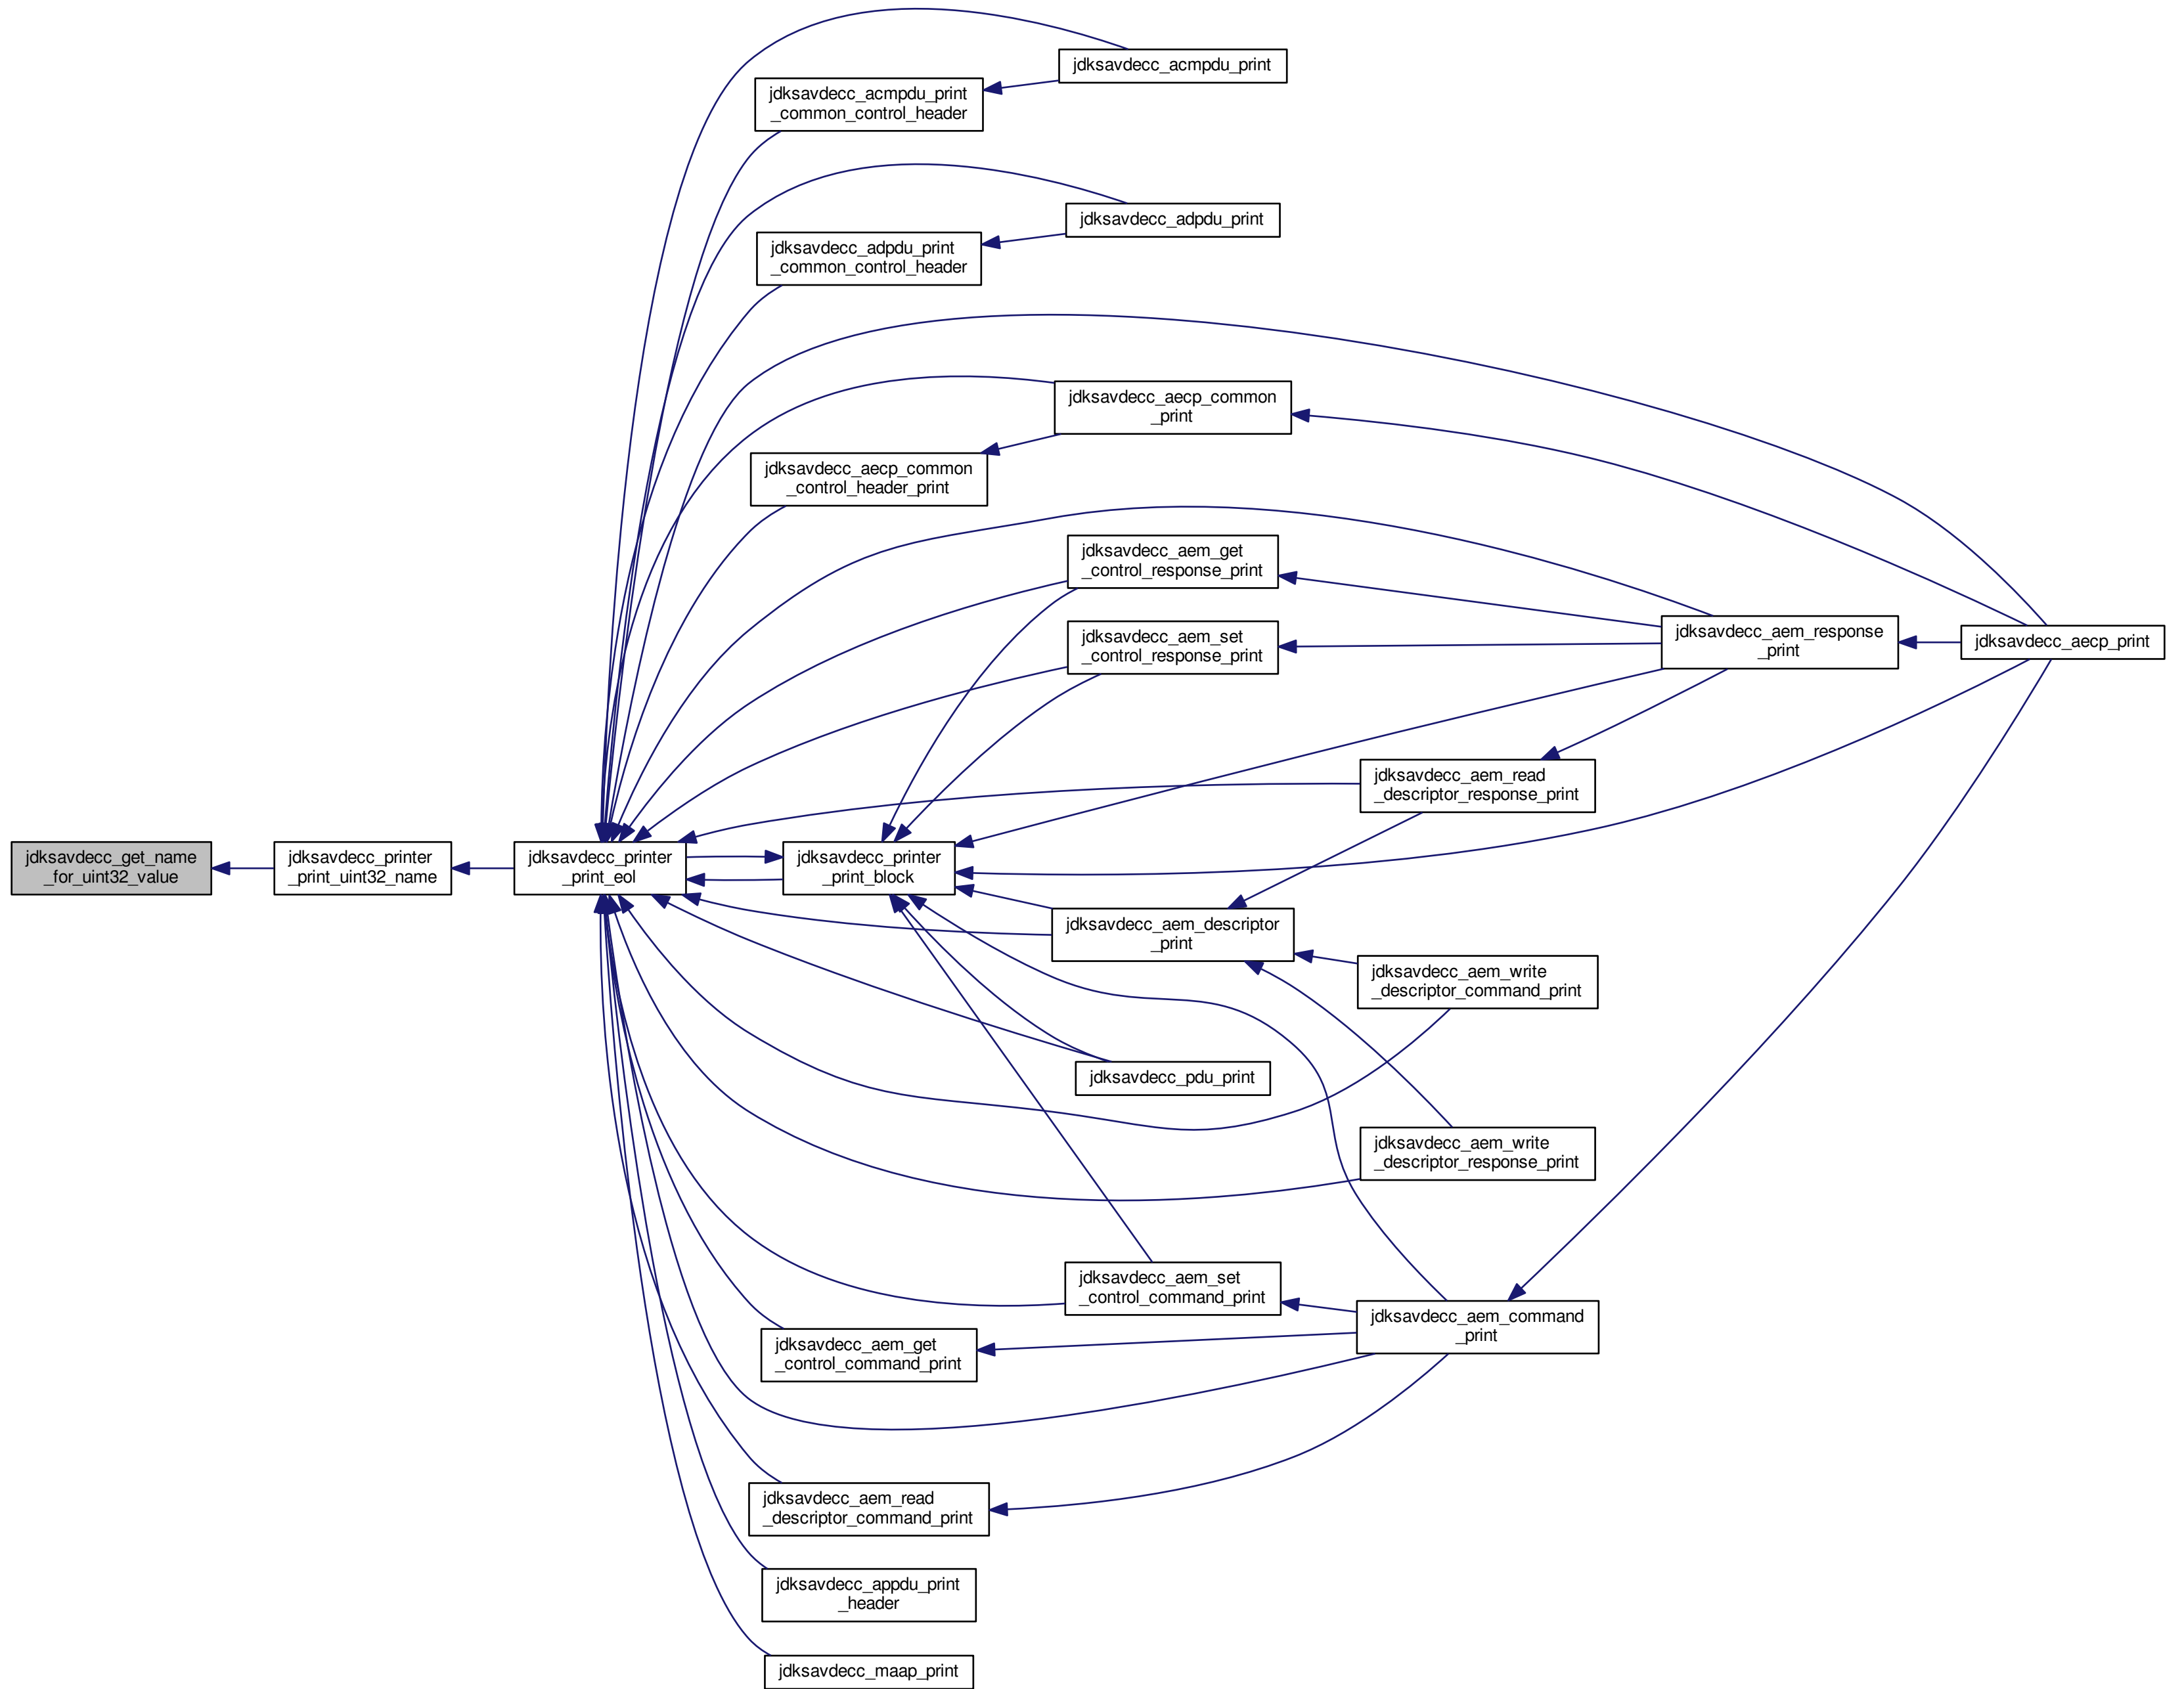 jdksavdecc_acmpdu_print
jdksavdecc_acmpdu_print
_common_control_header
jdksavdecc_adpdu_print
jdksavdecc_adpdu_print
_common_control_header
jdksavdecc_aecp_common
_print
jdksavdecc_aecp_common
_control_header_print
jdksavdecc_aem_get
_control_response_print
jdksavdecc_aem_set
_control_response_print
jdksavdecc_aem_response
_print
jdksavdecc_aecp_print
jdksavdecc_aem_read
_descriptor_response_print
jdksavdecc_get_name
_for_uint32_value
jdksavdecc_printer
_print_uint32_name
jdksavdecc_printer
_print_eol
jdksavdecc_printer
_print_block
jdksavdecc_aem_descriptor
_print
jdksavdecc_aem_write
_descriptor_command_print
jdksavdecc_pdu_print
jdksavdecc_aem_write
_descriptor_response_print
jdksavdecc_aem_set
_control_command_print
jdksavdecc_aem_command
_print
jdksavdecc_aem_get
_control_command_print
jdksavdecc_aem_read
_descriptor_command_print
jdksavdecc_appdu_print
_header
jdksavdecc_maap_print